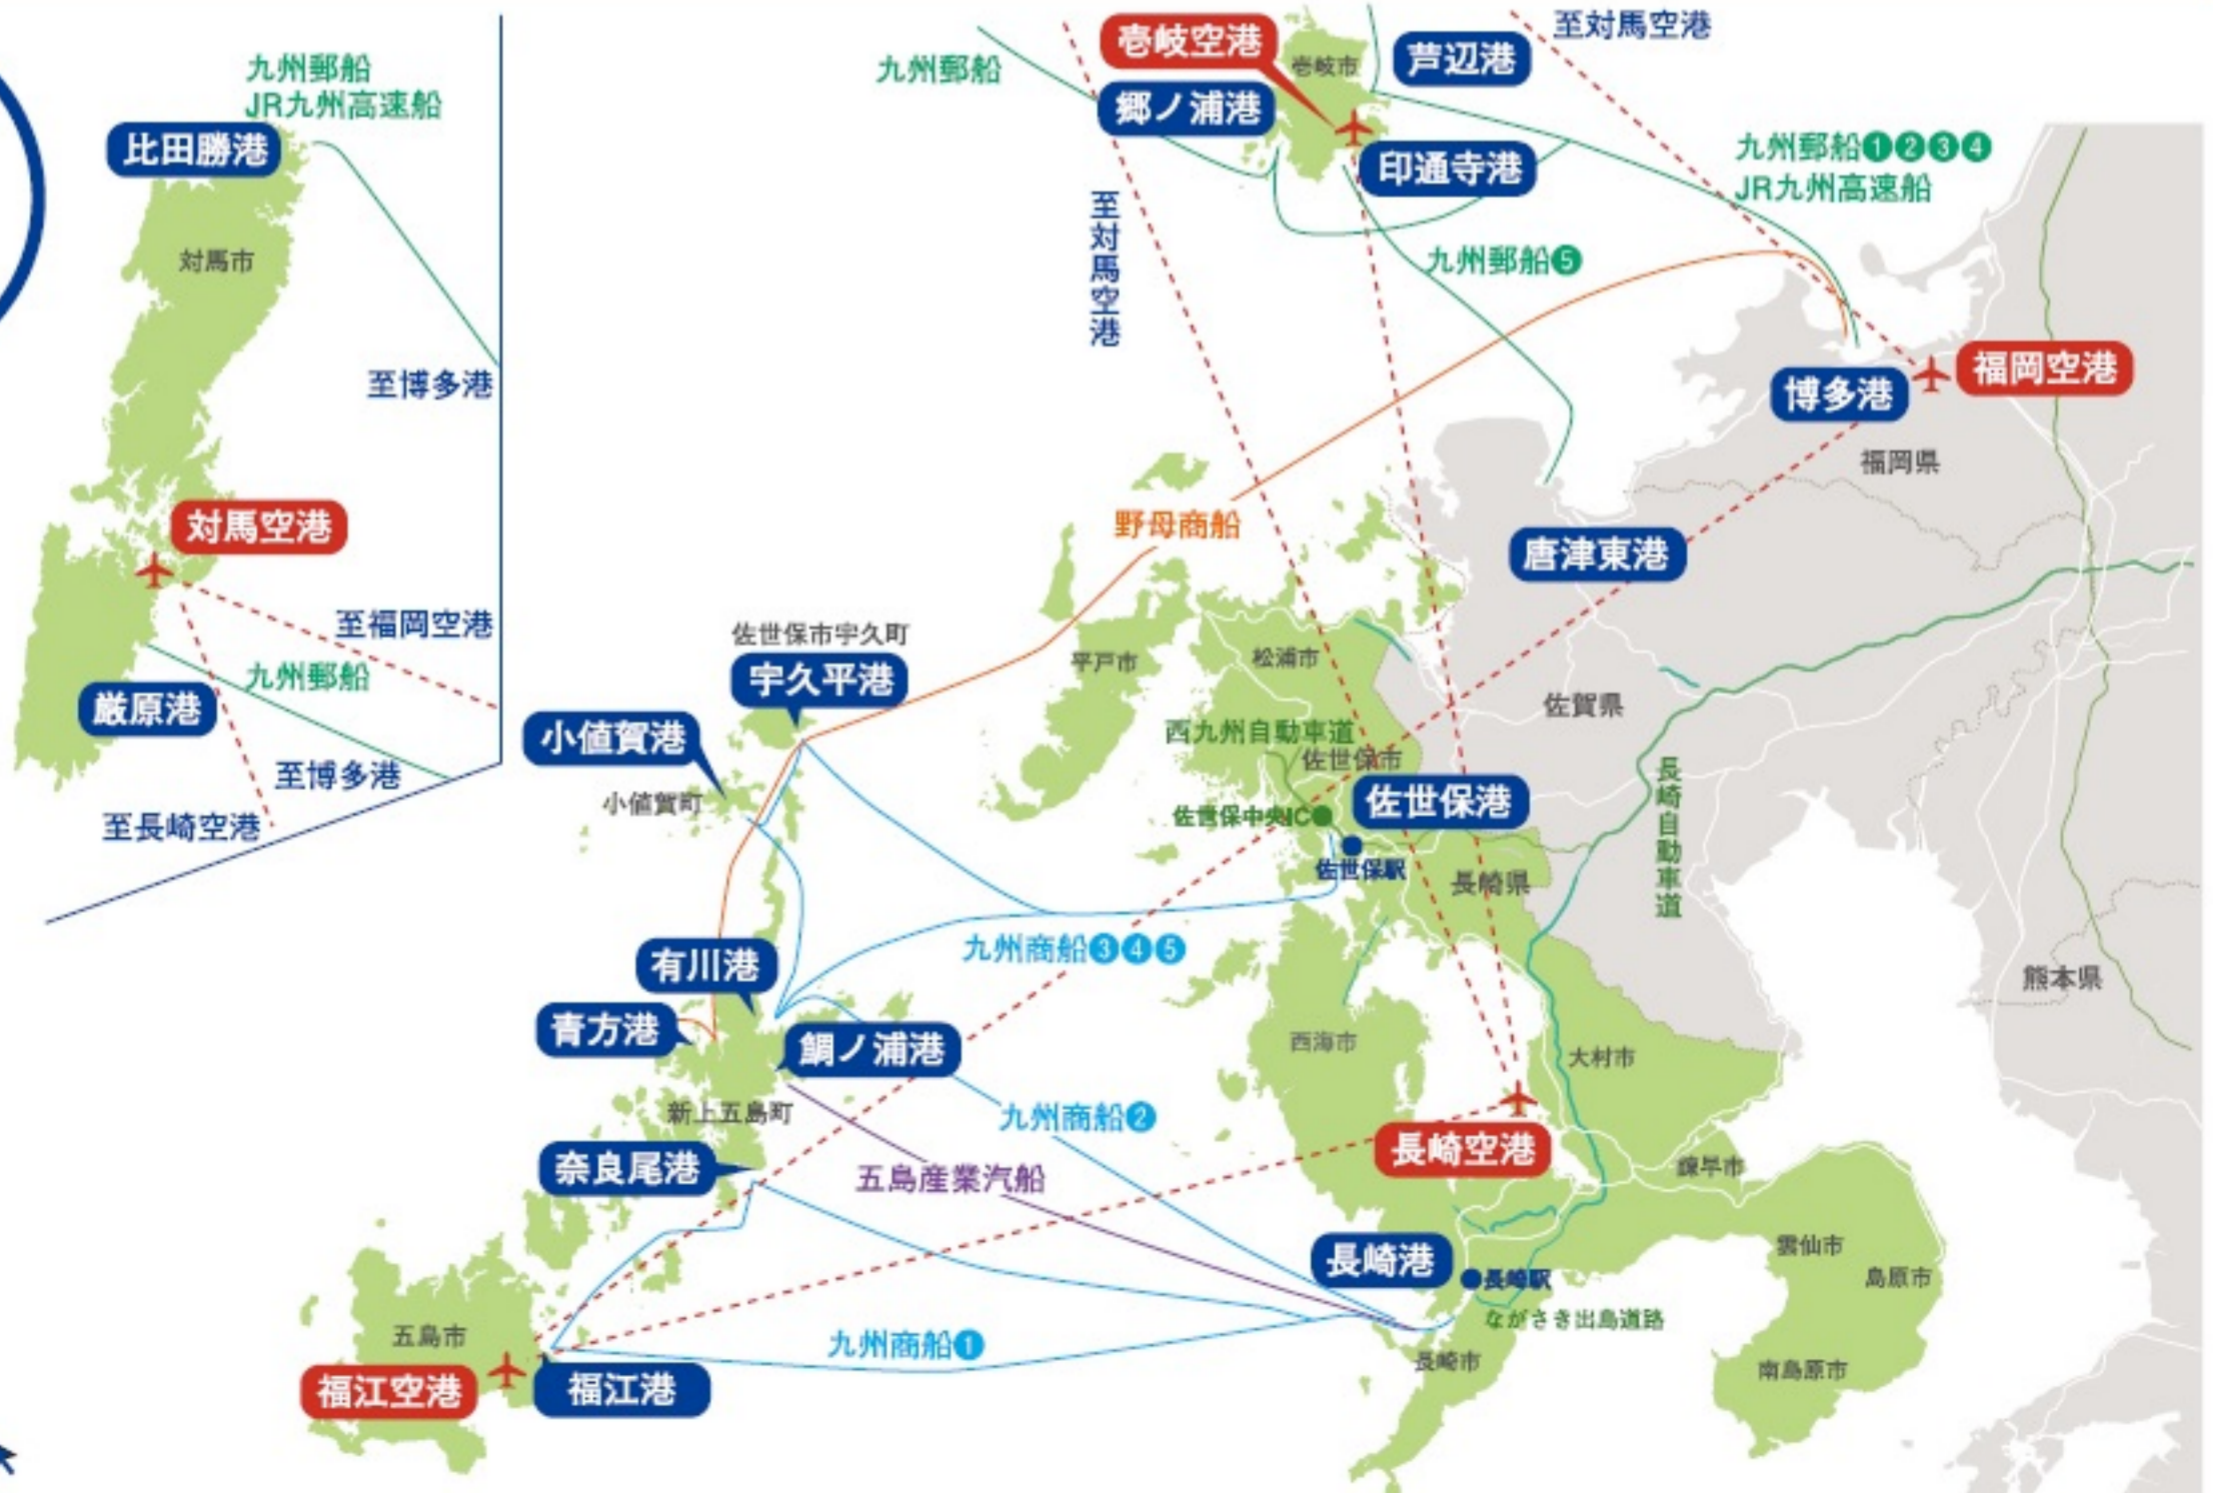 九州郵船
JR九州高速船
比田勝港
対馬市
至博多港
対馬空港
至福岡空港
九州郵船
厳原港
至博多港
至長崎空港
九州郵船
壱岐空港
壱岐市
芦辺港
郷ノ浦港
印通寺港
至対馬空港
至対馬空港
九州郵船❶❷❸❹
JR九州高速船
九州郵船❺
博多港
福岡空港
福岡県
唐津東港
野母商船
佐世保市宇久町
宇久平港
小値賀港
小値賀町
平戸市
松浦市
西九州自動車道
佐世保市
佐世保港
佐世保中央IC
佐世保駅
長崎県
佐賀県
長崎自動車道
熊本県
九州商船❸❹❺
有川港
青方港
鯛ノ浦港
新上五島町
九州商船❷
奈良尾港
五島産業汽船
西海市
大村市
長崎空港
諫早市
雲仙市
島原市
長崎港
長崎駅
ながさき出島道路
長崎市
南島原市
九州商船❶
五島市
福江空港
福江港